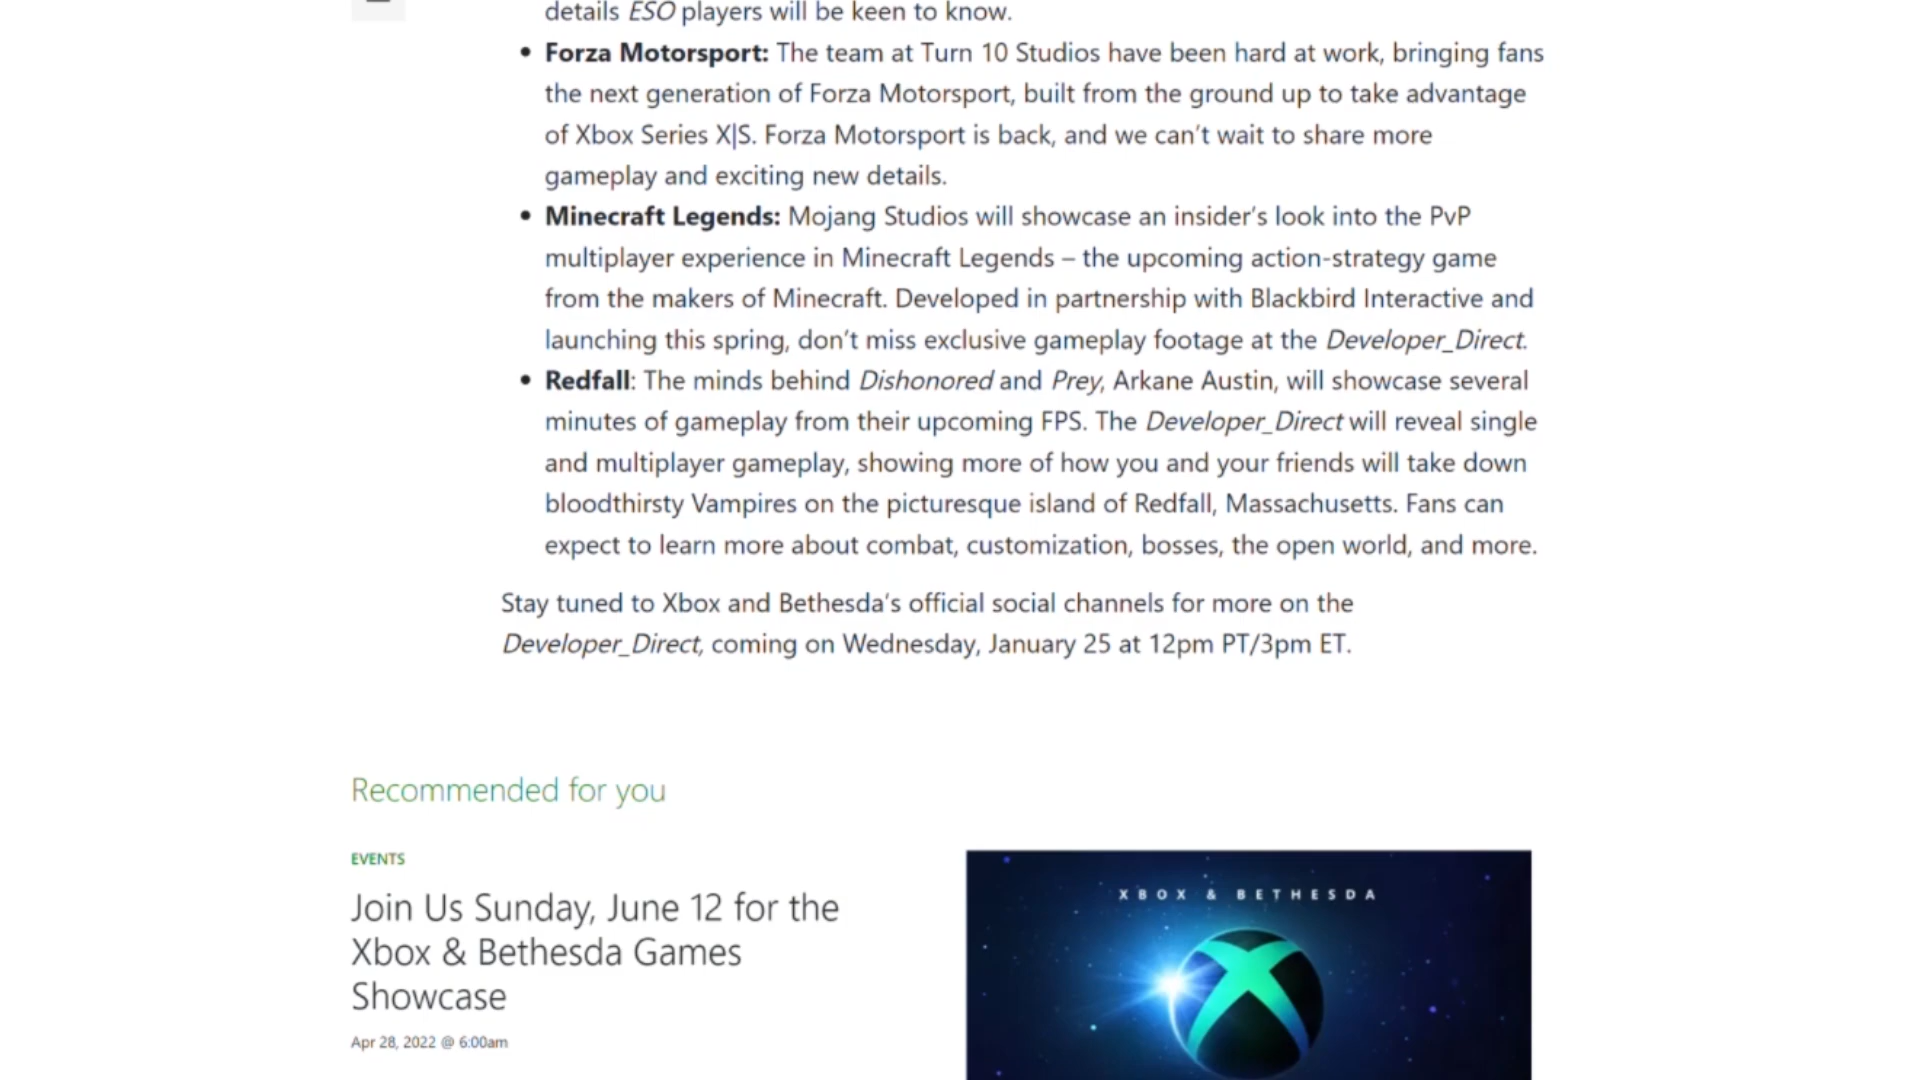 details ESO players will be keen to know.
• Forza Motorsport: The team at Turn 10 Studios have been hard at work, bringing fans
the next generation of Forza Motorsport, built from the ground up to take advantage
of Xbox Series X|S. Forza Motorsport is back, and we can’t wait to share more
gameplay and exciting new details.
• Minecraft Legends: Mojang Studios will showcase an insider’s look into the PvP
multiplayer experience in Minecraft Legends – the upcoming action-strategy game
from the makers of Minecraft. Developed in partnership with Blackbird Interactive and
launching this spring, don’t miss exclusive gameplay footage at the Developer_Direct.
• Redfall: The minds behind Dishonored and Prey, Arkane Austin, will showcase several
minutes of gameplay from their upcoming FPS. The Developer_Direct will reveal single
and multiplayer gameplay, showing more of how you and your friends will take down
bloodthirsty Vampires on the picturesque island of Redfall, Massachusetts. Fans can
expect to learn more about combat, customization, bosses, the open world, and more.
Stay tuned to Xbox and Bethesda’s official social channels for more on the
Developer_Direct, coming on Wednesday, January 25 at 12pm PT/3pm ET.
Recommended for you
EVENTS
Join Us Sunday, June 12 for the
Xbox & Bethesda Games
Showcase
Apr 28, 2022 @ 6:00am
XBOX & BETHESDA